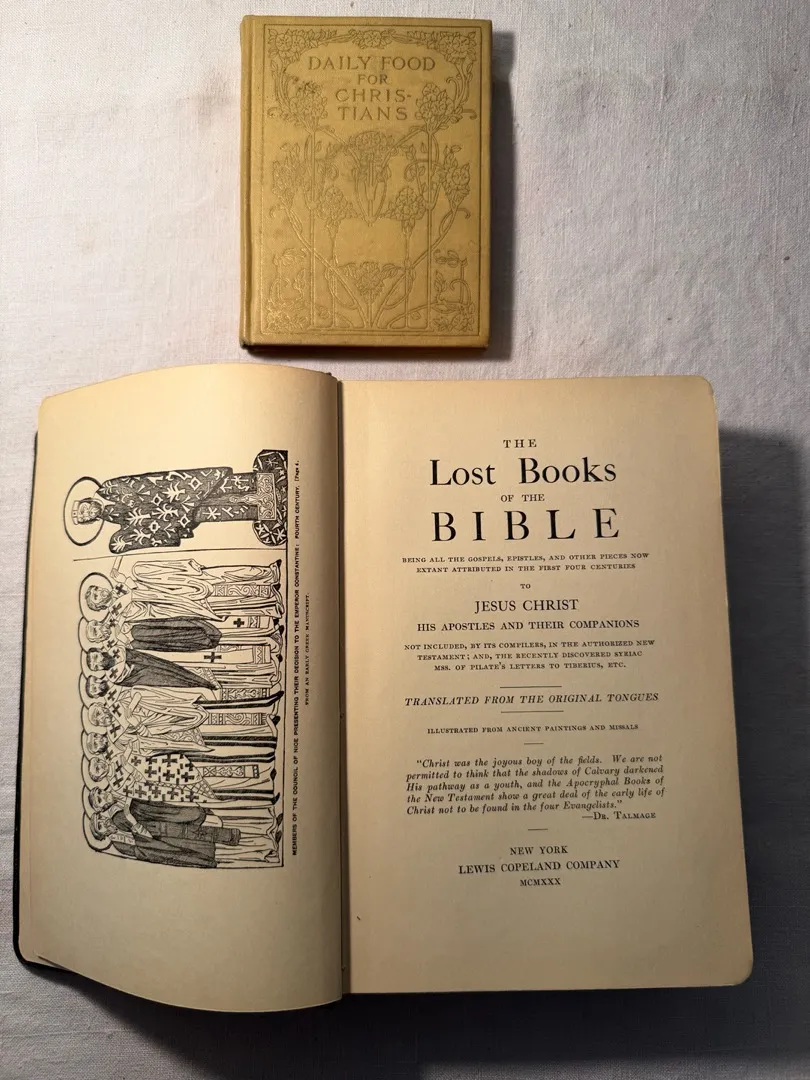 DAILY FOOD
FOR
CHRIS-
TIANS
MEMBERS OF THE COUNCIL OF NICE PRESENTING THEIR DECISION TO THE EMPEROR CONSTANTINE: FOURTH CENTURY.
FROM AN EARLY GREEK MANUSCRIPT.
THE
Lost Books
OF THE
BIBLE
BEING ALL THE GOSPELS, EPISTLES, AND OTHER PIECES NOW
EXTANT ATTRIBUTED IN THE FIRST FOUR CENTURIES
TO
JESUS CHRIST
HIS APOSTLES AND THEIR COMPANIONS
NOT INCLUDED, BY ITS COMPILERS, IN THE AUTHORIZED NEW
TESTAMENT; AND, THE RECENTLY DISCOVERED SYRIAC
MSS. OF PILATE'S LETTERS TO TIBERIUS, ETC.
TRANSLATED FROM THE ORIGINAL TONGUES
ILLUSTRATED FROM ANCIENT PAINTINGS AND MISSALS
"Christ was the joyous boy of the fields. We are not
permitted to think that the shadows of Calvary darkened
His pathway as a youth, and the Apocryphal Books of
the New Testament show a great deal of the early life of
Christ not to be found in the four Evangelists."
—DR. TALMAGE
NEW YORK
LEWIS COPELAND COMPANY
MCMXXX